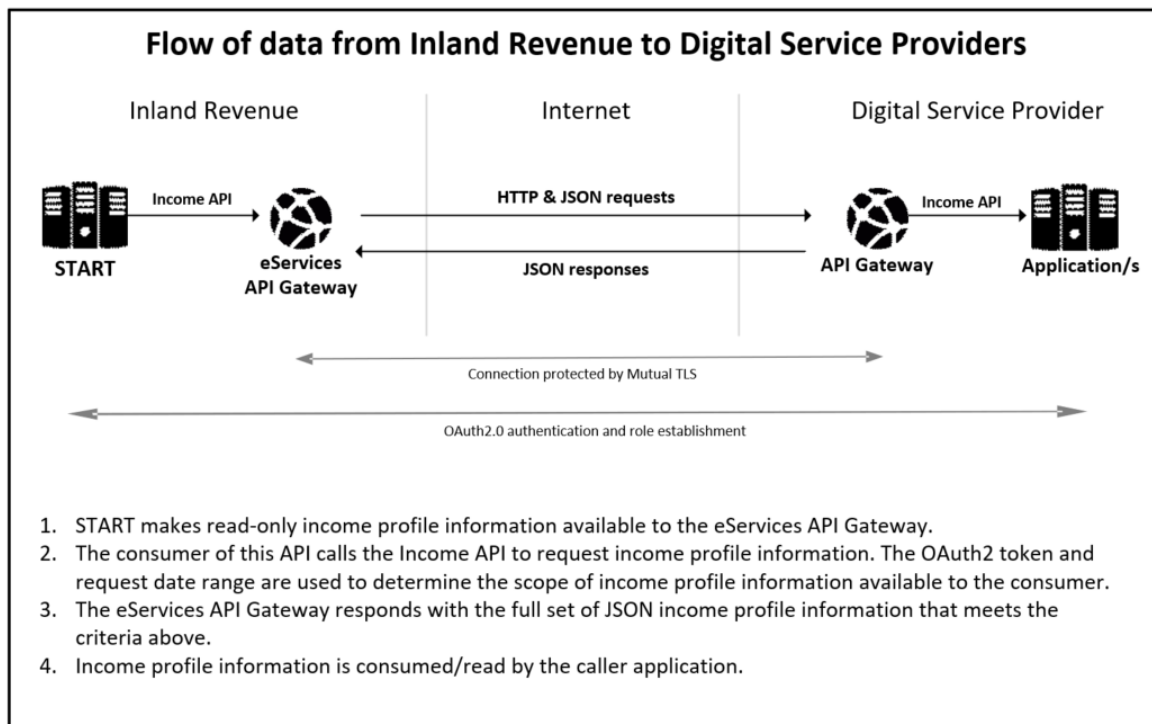 Flow of data from Inland Revenue to Digital Service Providers
Inland Revenue
Internet
Digital Service Provider
Income API
HTTP & JSON requests
Income API
START
eServices
API Gateway
JSON responses
API Gateway
Application/s
Connection protected by Mutual TLS
OAuth2.0 authentication and role establishment
1. START makes read-only income profile information available to the eServices API Gateway.
2. The consumer of this API calls the Income API to request income profile information. The OAuth2 token and
request date range are used to determine the scope of income profile information available to the consumer.
3. The eServices API Gateway responds with the full set of JSON income profile information that meets the
criteria above.
4. Income profile information is consumed/read by the caller application.